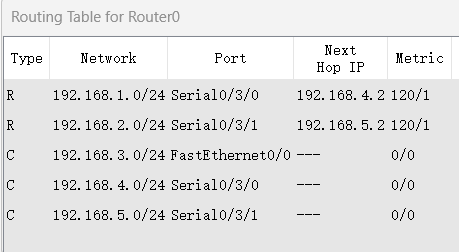 Routing Table for Router0
Type Network Port Next Hop IP Metric
R 192.168.1.0/24 Serial0/3/0 192.168.4.2 120/1
R 192.168.2.0/24 Serial0/3/1 192.168.5.2 120/1
C 192.168.3.0/24 FastEthernet0/0 --- 0/0
C 192.168.4.0/24 Serial0/3/0 --- 0/0
C 192.168.5.0/24 Serial0/3/1 --- 0/0